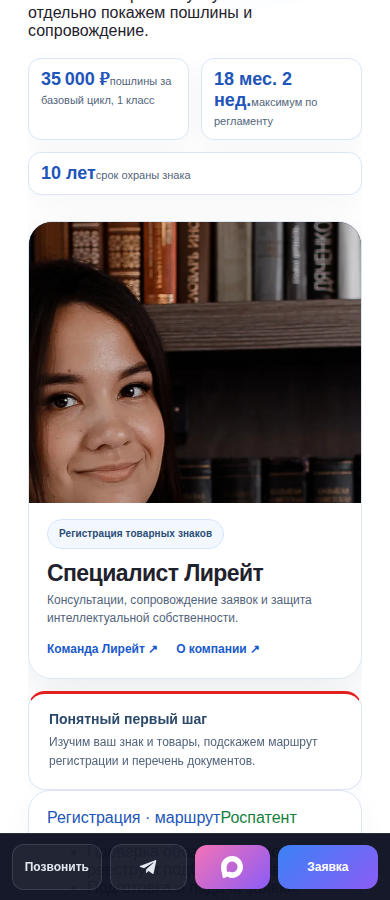 отдельно покажем пошлины и
сопровождение.
35 000 ₽пошлины за
базовый цикл, 1 класс
18 мес. 2
нед.максимум по
регламенту
10 летсрок охраны знака
Регистрация товарных знаков
Специалист Лирейт
Консультации, сопровождение заявок и защита
интеллектуальной собственности.
Команда Лирейт ↗ О компании ↗
Понятный первый шаг
Изучим ваш знак и товары, подскажем маршрут
регистрации и перечень документов.
Регистрация · маршрутРоспатент
Позвонить
Заявка